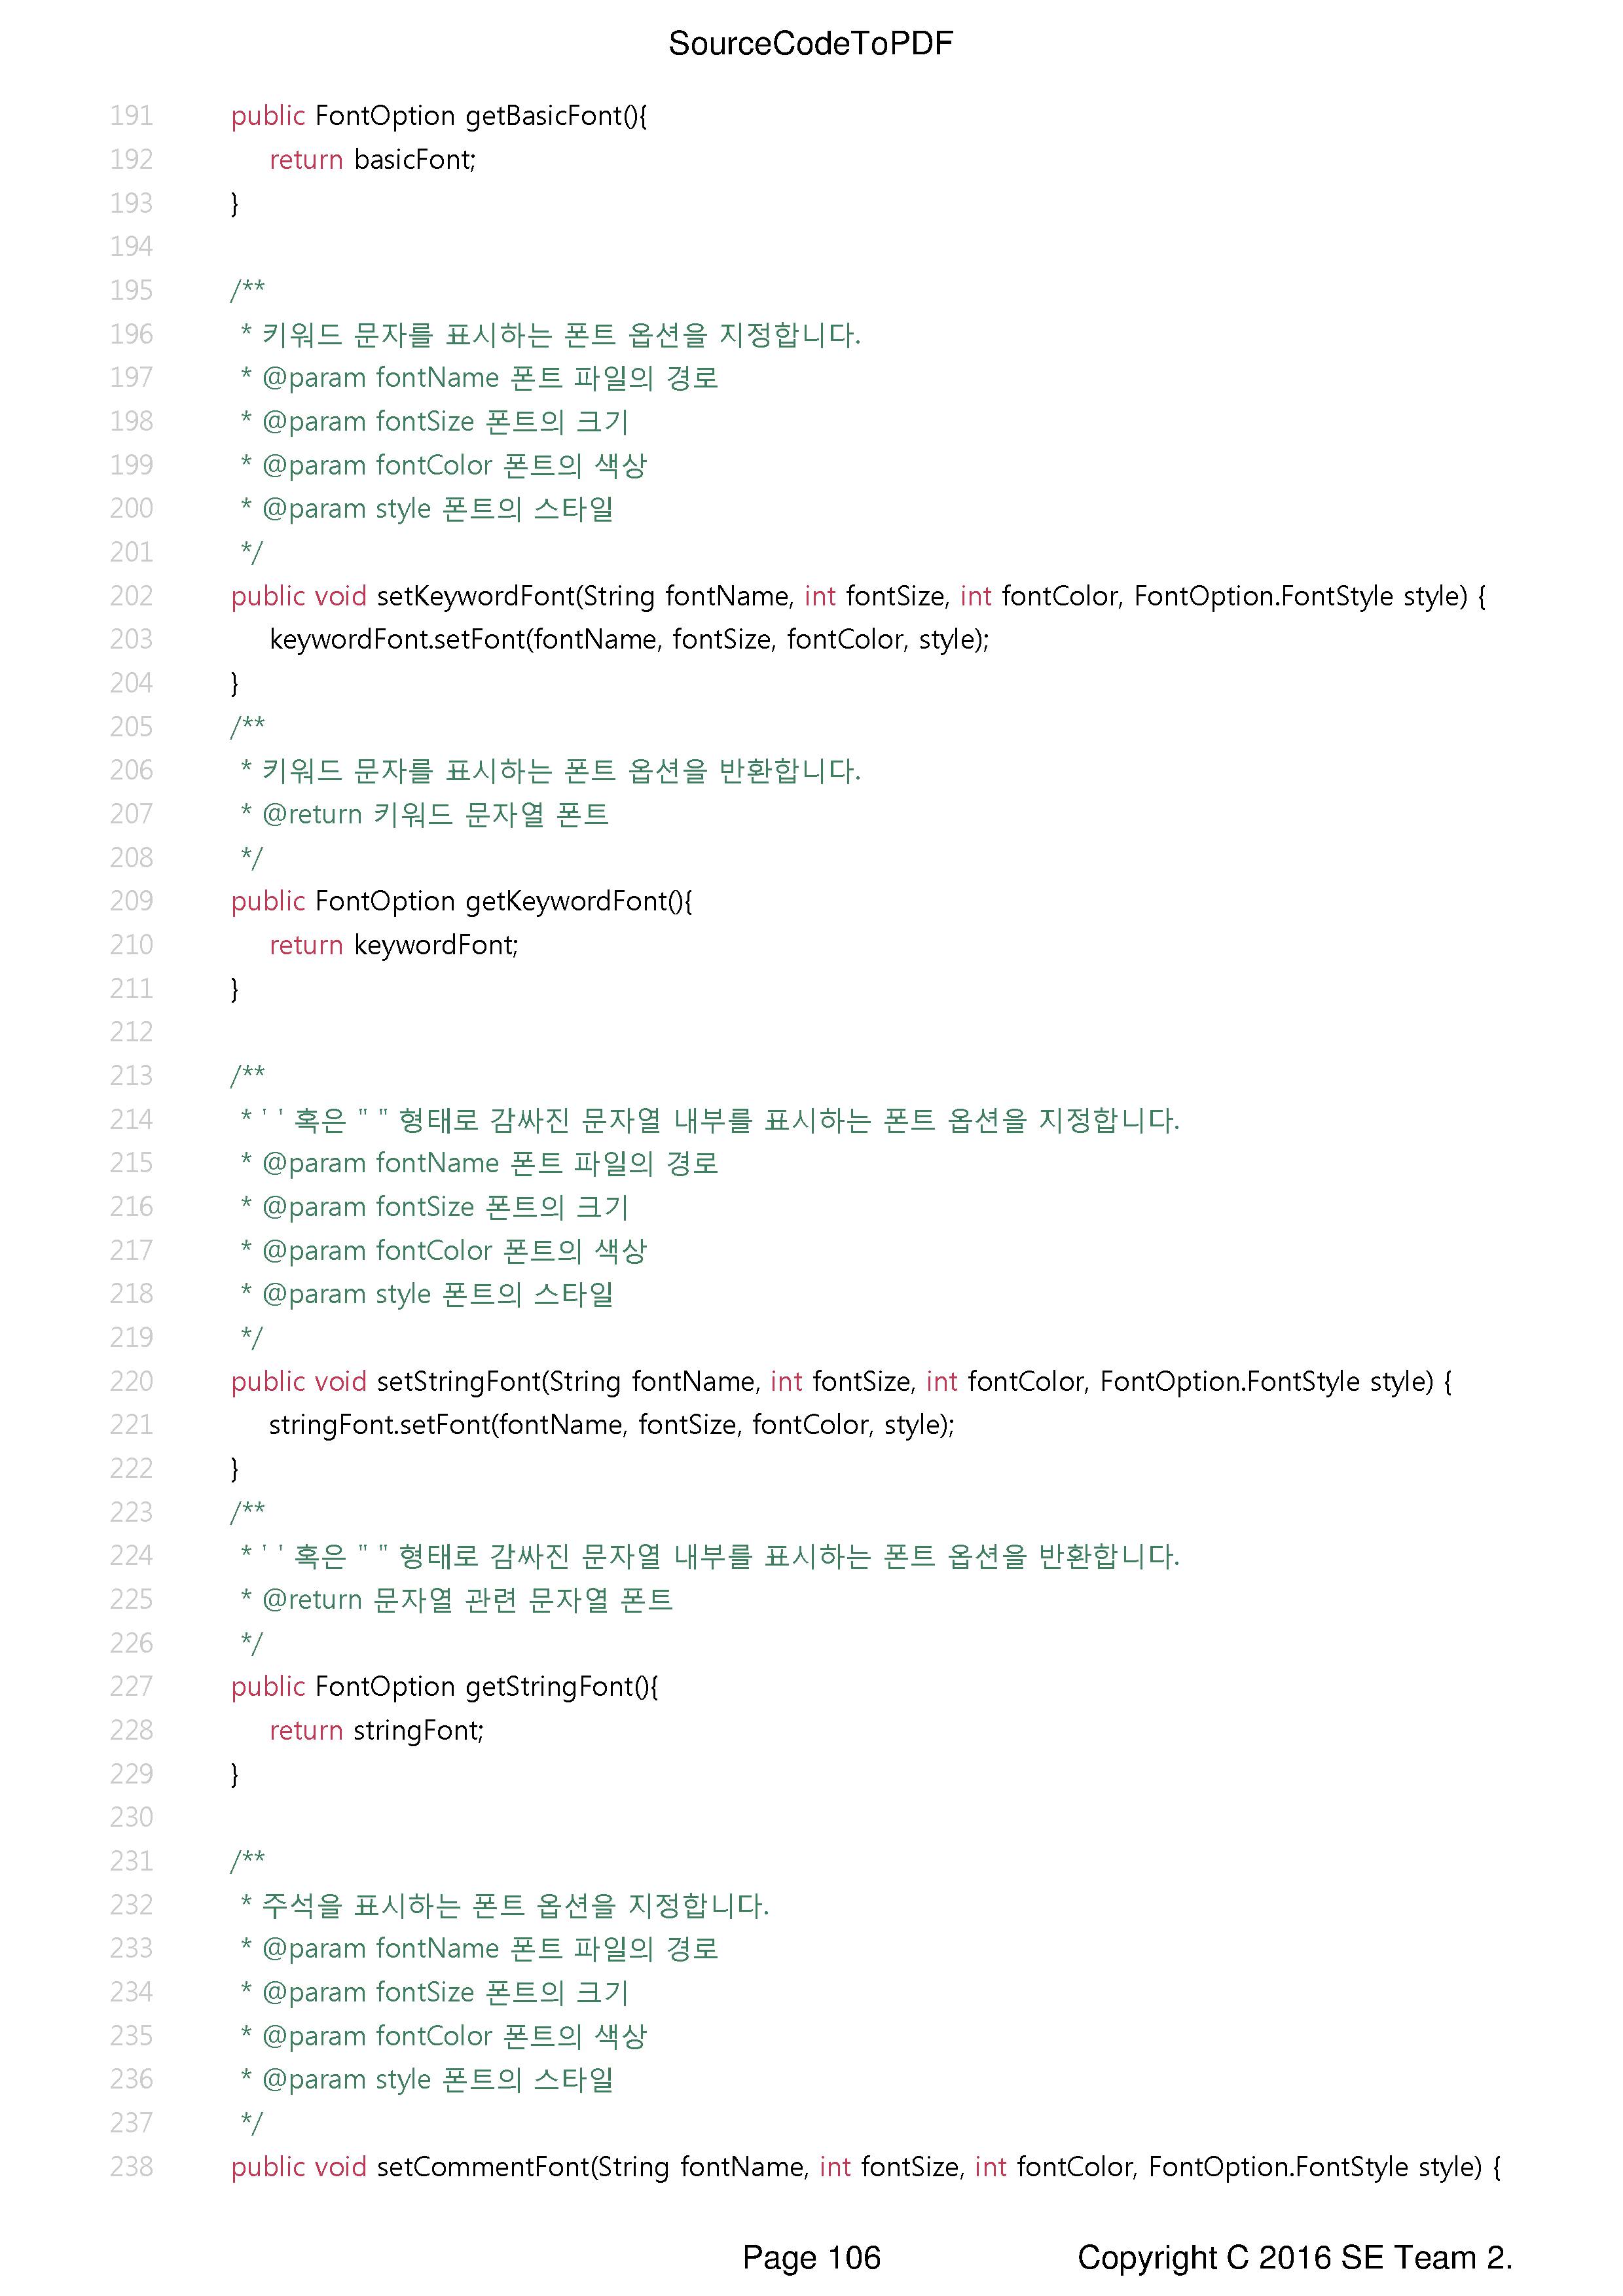 SourceCodeToPDF
191 public FontOption getBasicFont(){
192 return basicFont;
193 }
194
195 /**
196 * 키워드 문자를 표시하는 폰트 옵션을 지정합니다.
197 * @param fontName 폰트 파일의 경로
198 * @param fontSize 폰트의 크기
199 * @param fontColor 폰트의 색상
200 * @param style 폰트의 스타일
201 */
202 public void setKeywordFont(String fontName, int fontSize, int fontColor, FontOption.FontStyle style) {
203 keywordFont.setFont(fontName, fontSize, fontColor, style);
204 }
205 /**
206 * 키워드 문자를 표시하는 폰트 옵션을 반환합니다.
207 * @return 키워드 문자열 폰트
208 */
209 public FontOption getKeywordFont(){
210 return keywordFont;
211 }
212
213 /**
214 * ' ' 혹은 " " 형태로 감싸진 문자열 내부를 표시하는 폰트 옵션을 지정합니다.
215 * @param fontName 폰트 파일의 경로
216 * @param fontSize 폰트의 크기
217 * @param fontColor 폰트의 색상
218 * @param style 폰트의 스타일
219 */
220 public void setStringFont(String fontName, int fontSize, int fontColor, FontOption.FontStyle style) {
221 stringFont.setFont(fontName, fontSize, fontColor, style);
222 }
223 /**
224 * ' ' 혹은 " " 형태로 감싸진 문자열 내부를 표시하는 폰트 옵션을 반환합니다.
225 * @return 문자열 관련 문자열 폰트
226 */
227 public FontOption getStringFont(){
228 return stringFont;
229 }
230
231 /**
232 * 주석을 표시하는 폰트 옵션을 지정합니다.
233 * @param fontName 폰트 파일의 경로
234 * @param fontSize 폰트의 크기
235 * @param fontColor 폰트의 색상
236 * @param style 폰트의 스타일
237 */
238 public void setCommentFont(String fontName, int fontSize, int fontColor, FontOption.FontStyle style) {
Page 106 Copyright C 2016 SE Team 2.